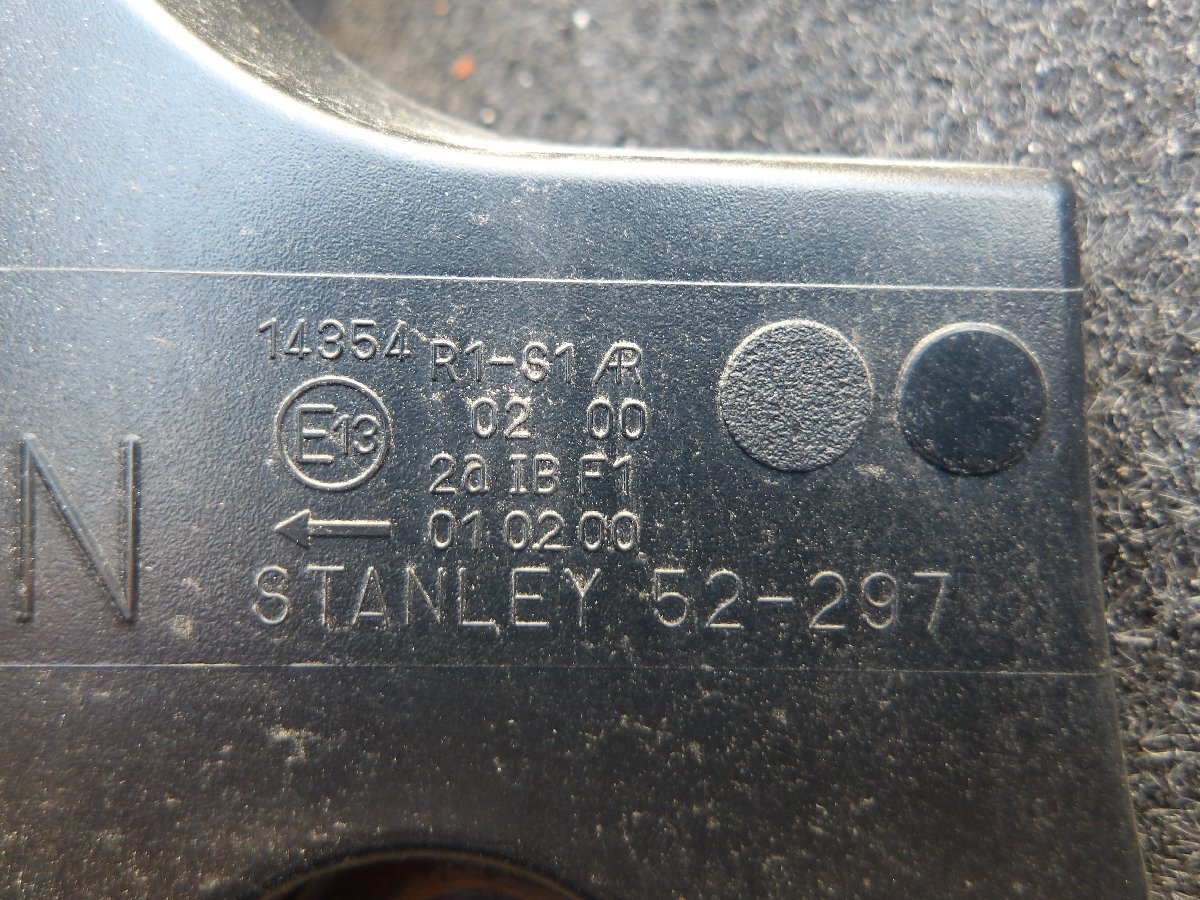 14354 R1-S1 AR
E13 02 00
2a IB F1
← 01 02 00
N STANLEY 52-297